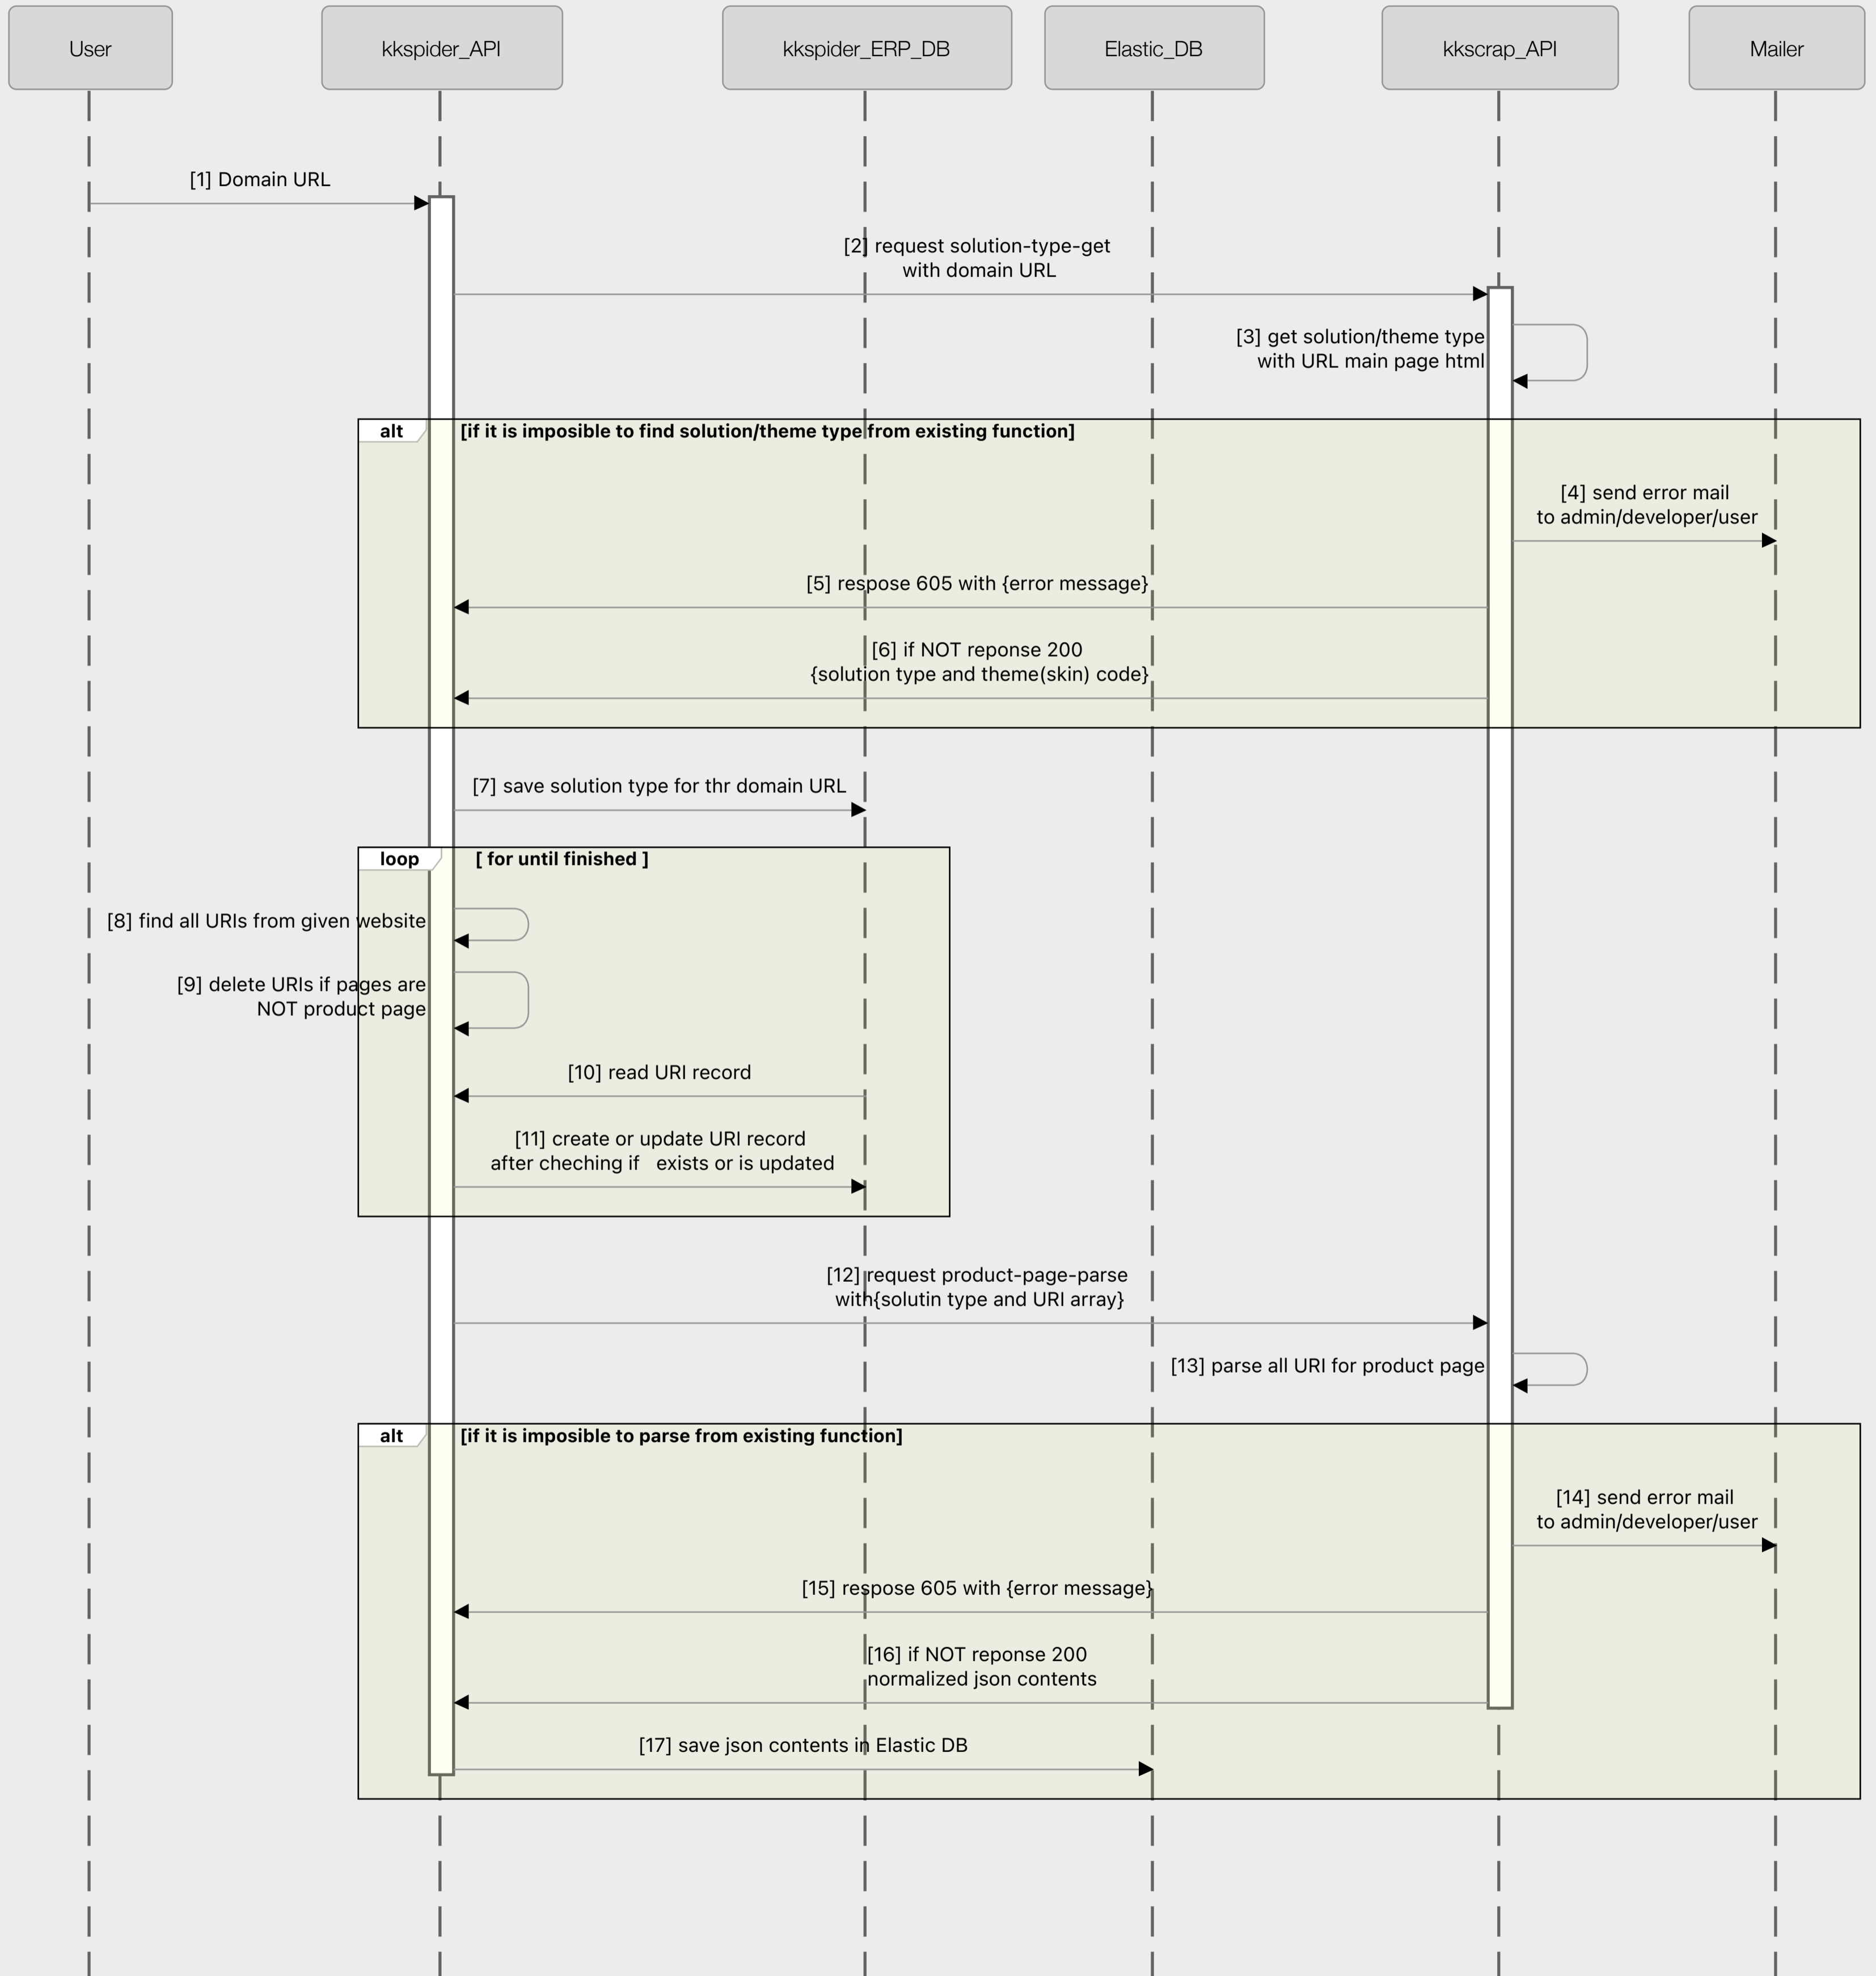 User
kkspider_API
kkspider_ERP_DB
Elastic_DB
kkscrap_API
Mailer
[1] Domain URL
[2] request solution-type-get
with domain URL
[3] get solution/theme type
with URL main page html
alt
[if it is imposible to find solution/theme type from existing function]
[4] send error mail
to admin/developer/user
[5] respose 605 with {error message}
[6] if NOT reponse 200
{solution type and theme(skin) code}
[7] save solution type for thr domain URL
loop
[ for until finished ]
[8] find all URIs from given website
[9] delete URIs if pages are
NOT product page
[10] read URI record
[11] create or update URI record
after cheching if   exists or is updated
[12] request product-page-parse
with{solutin type and URI array}
[13] parse all URI for product page
alt
[if it is imposible to parse from existing function]
[14] send error mail
to admin/developer/user
[15] respose 605 with {error message}
[16] if NOT reponse 200
normalized json contents
[17] save json contents in Elastic DB